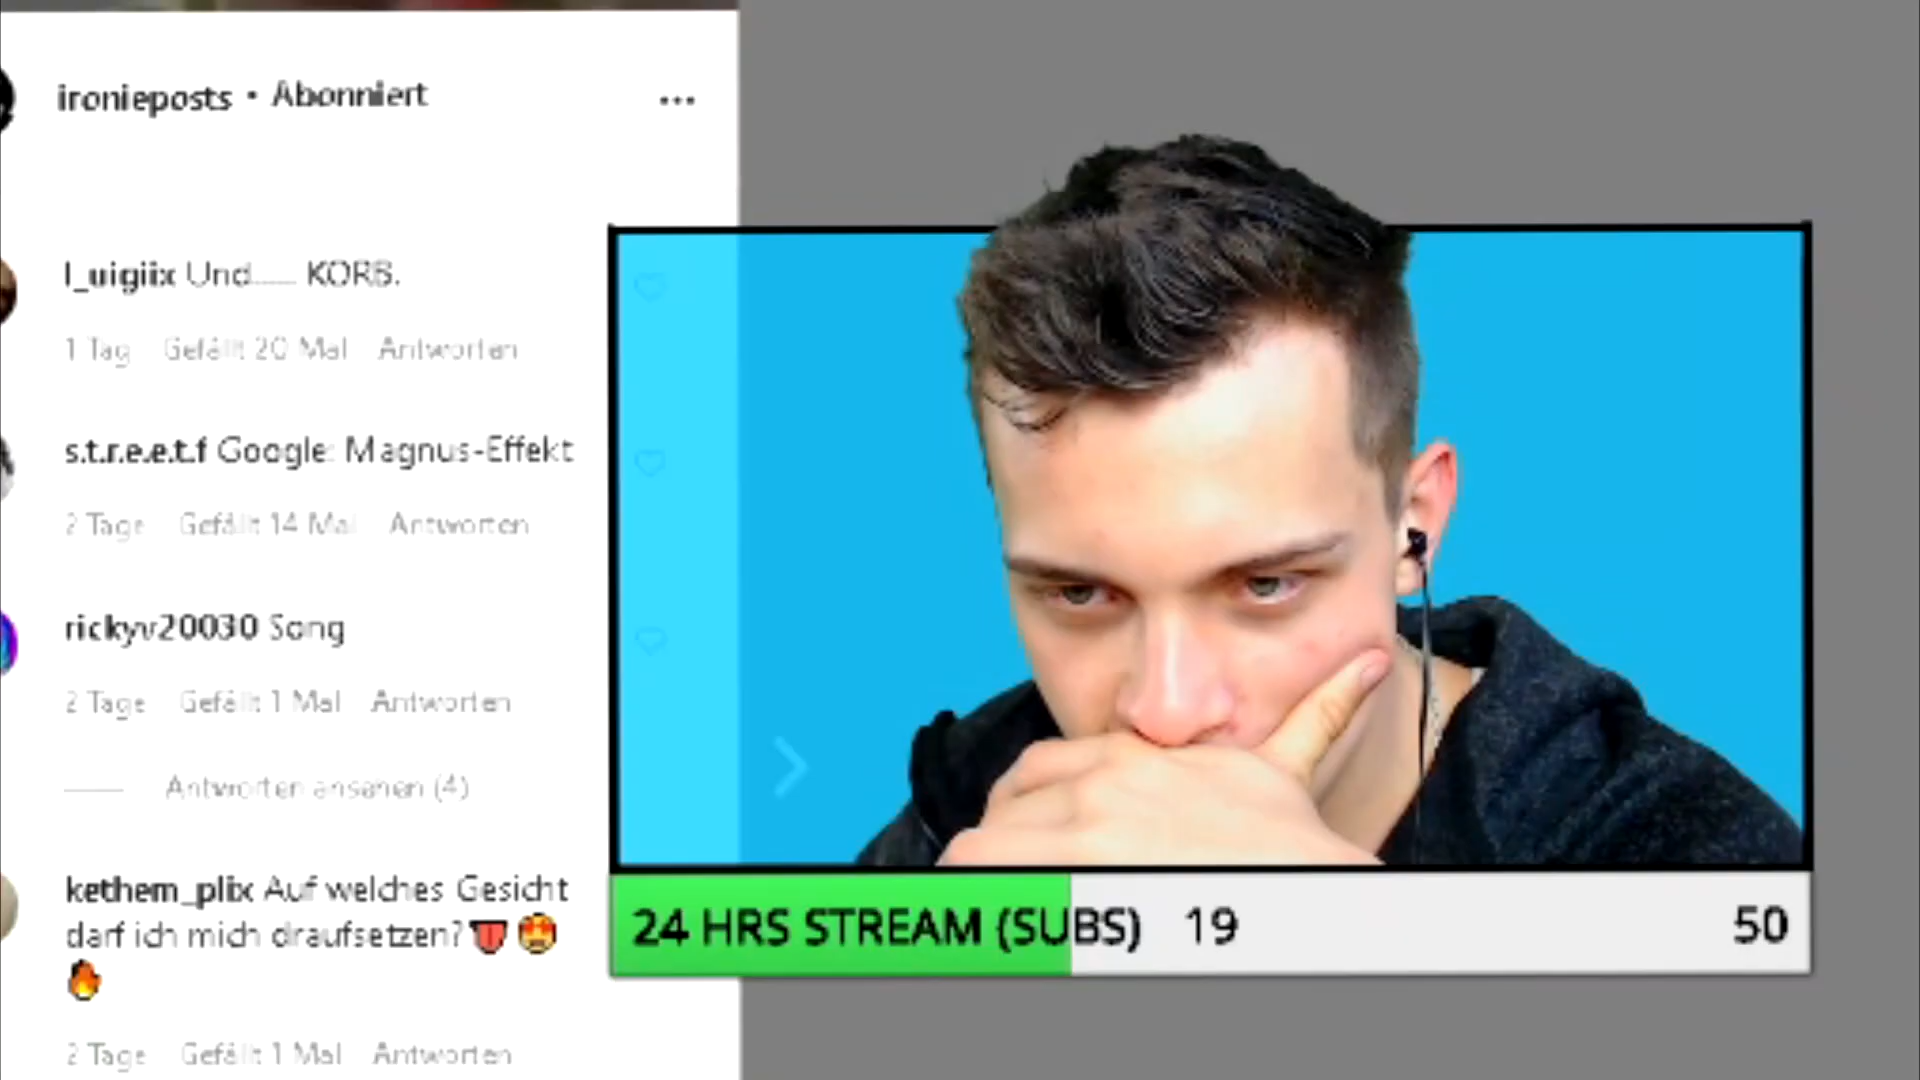 ironieposts • Abonniert
l_uigiix Und...... KORB.
1 Tag Gefällt 20 Mal Antworten
s.t.r.e.e.t.f Google: Magnus-Effekt
2 Tage Gefällt 14 Mal Antworten
rickyv20030 Song
2 Tage Gefällt 1 Mal Antworten
Antworten ansehen (4)
kethem_plix Auf welches Gesicht
darf ich mich draufsetzen?👅🤩
🔥
2 Tage Gefällt 1 Mal Antworten
24 HRS STREAM (SUBS) 19 50